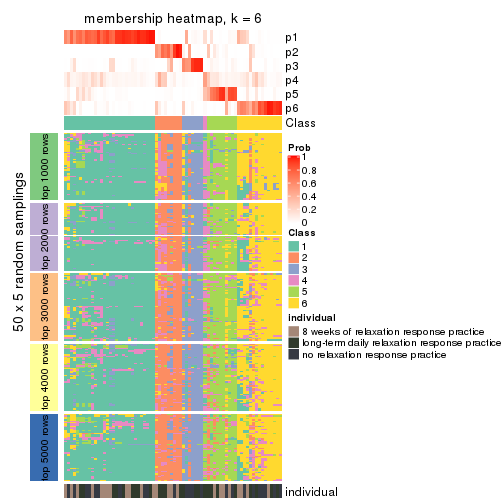 membership heatmap, k = 6
p1
p2
p3
p4
p5
p6
Class
50 x 5 random samplings
top 1000 rows
top 2000 rows
top 3000 rows
top 4000 rows
top 5000 rows
Prob
1
0.8
0.6
0.4
0.2
0
Class
1
2
3
4
5
6
individual
8 weeks of relaxation response practice
long-term daily relaxation response practice
no relaxation response practice
individual